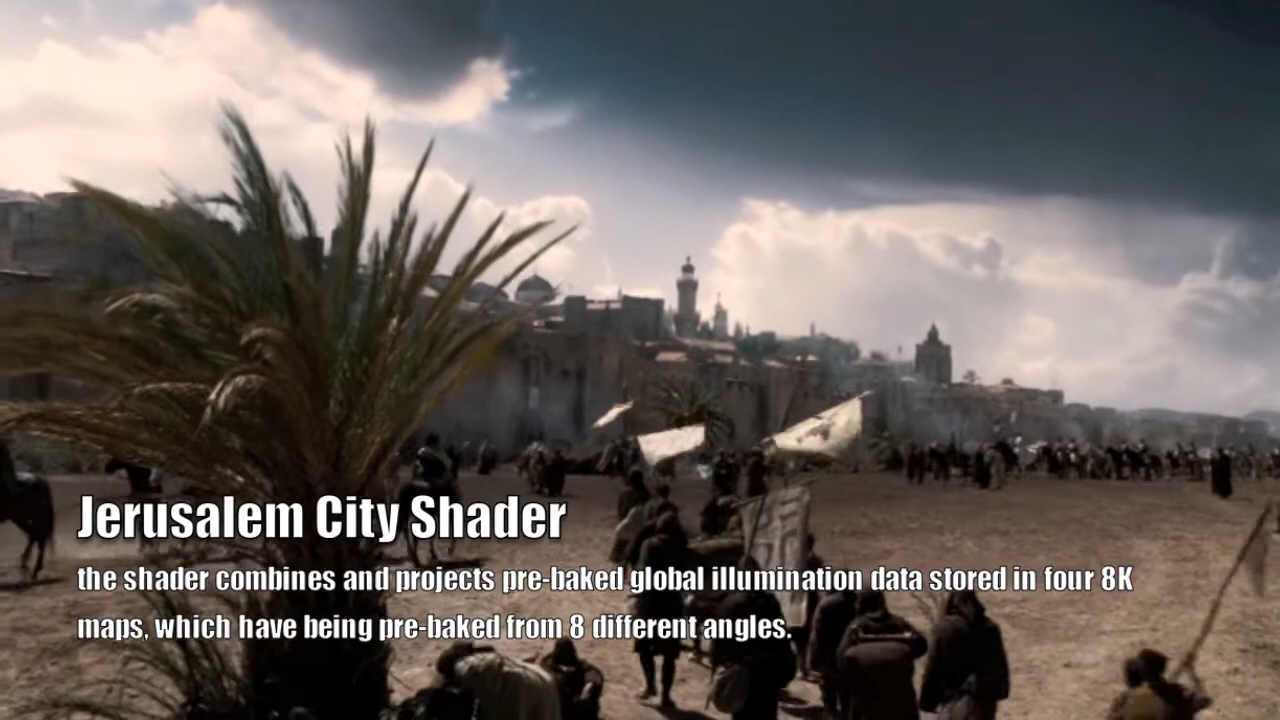 Jerusalem City Shader
the shader combines and projects pre-baked global illumination data stored in four 8K
maps, which have being pre-baked from 8 different angles.